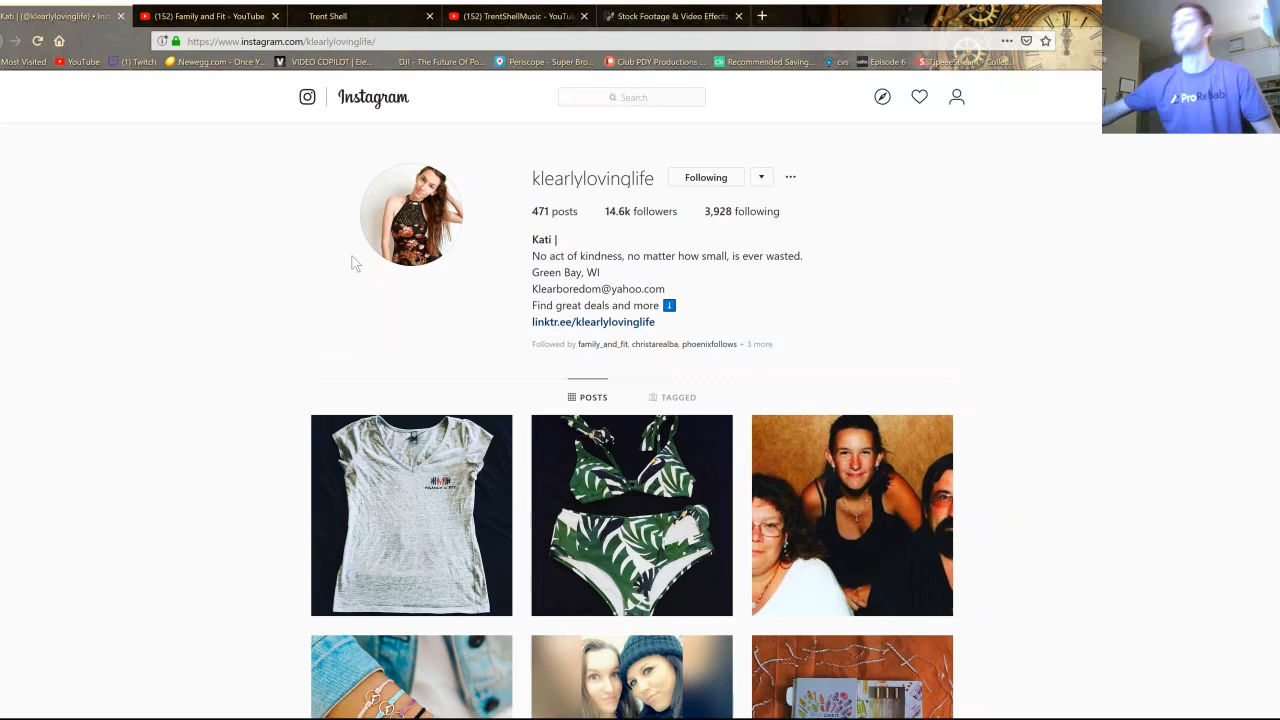 Kati | (@klearlylovinglife) • Inst
(152) Family and Fit - YouTube
Trent Shell
(152) TrentShellMusic - YouTube
Stock Footage & Video Effects
https://www.instagram.com/klearlylovinglife/
Most Visited
YouTube
(1) Twitch
Newegg.com - Once Y...
VIDEO COPILOT | Ele...
DJI - The Future Of Po...
Periscope - Super Bro...
Club PDY Productions ...
Recommended Saving...
cvs
Episode 6
TipeeeStream - Collec...
ProRehab
Instagram
Search
klearlylovinglife
Following
471 posts 14.6k followers 3,928 following
Kati |
No act of kindness, no matter how small, is ever wasted.
Green Bay, WI
Klearboredom@yahoo.com
Find great deals and more
linktr.ee/klearlylovinglife
Followed by family_and_fit, christarealba, phoenixfollows + 3 more
POSTS
TAGGED
FAMILY & FIT